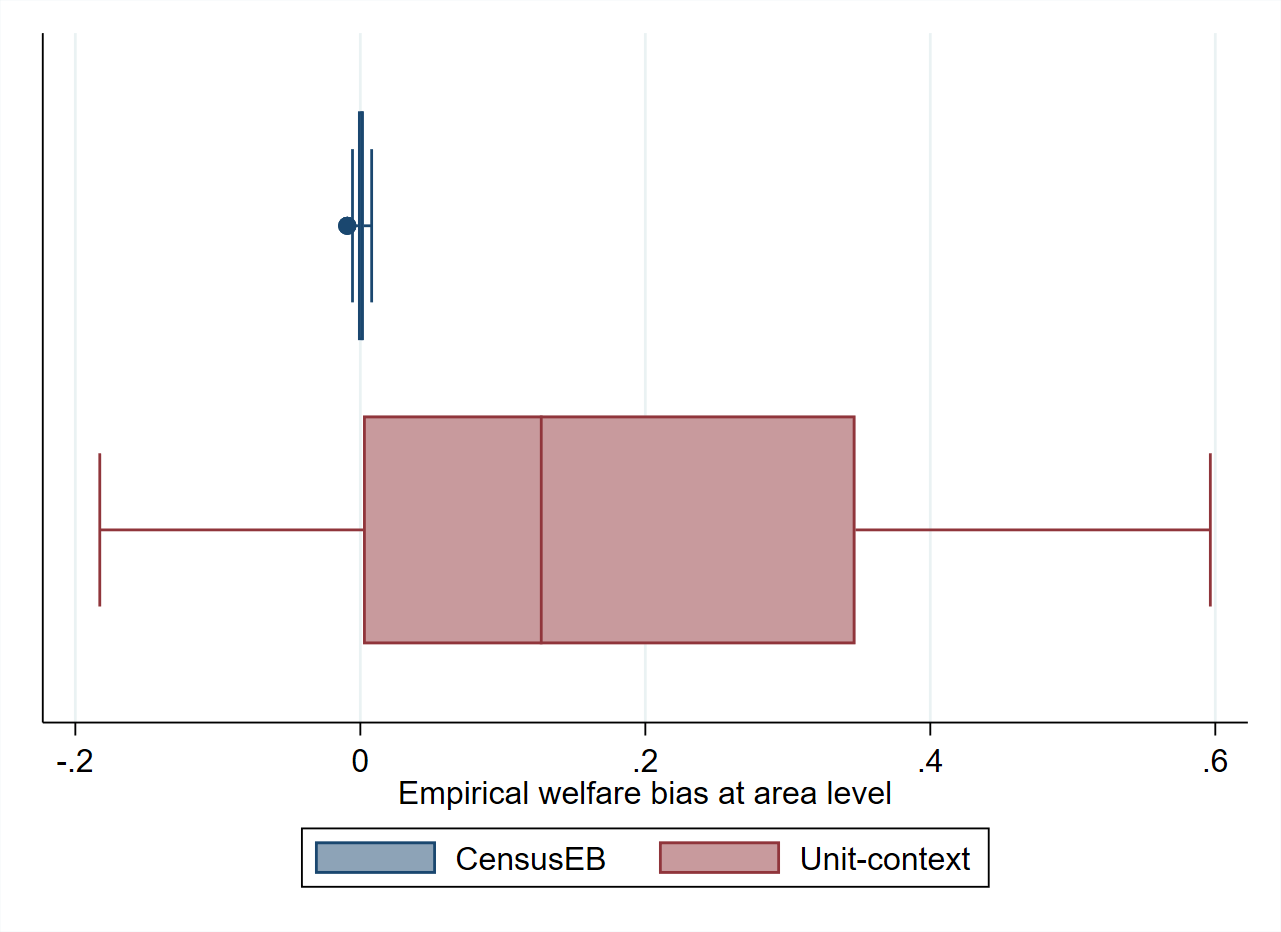 -.2 0 .2 .4 .6
Empirical welfare bias at area level
CensusEB Unit-context